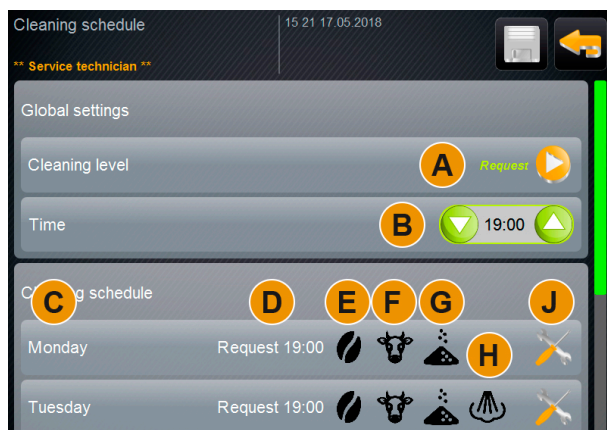 Cleaning schedule
15 21 17.05.2018
** Service technician **
Global settings
Cleaning level A Request
Time B 19:00
C g schedule D E F G J
Monday Request 19:00 H
Tuesday Request 19:00